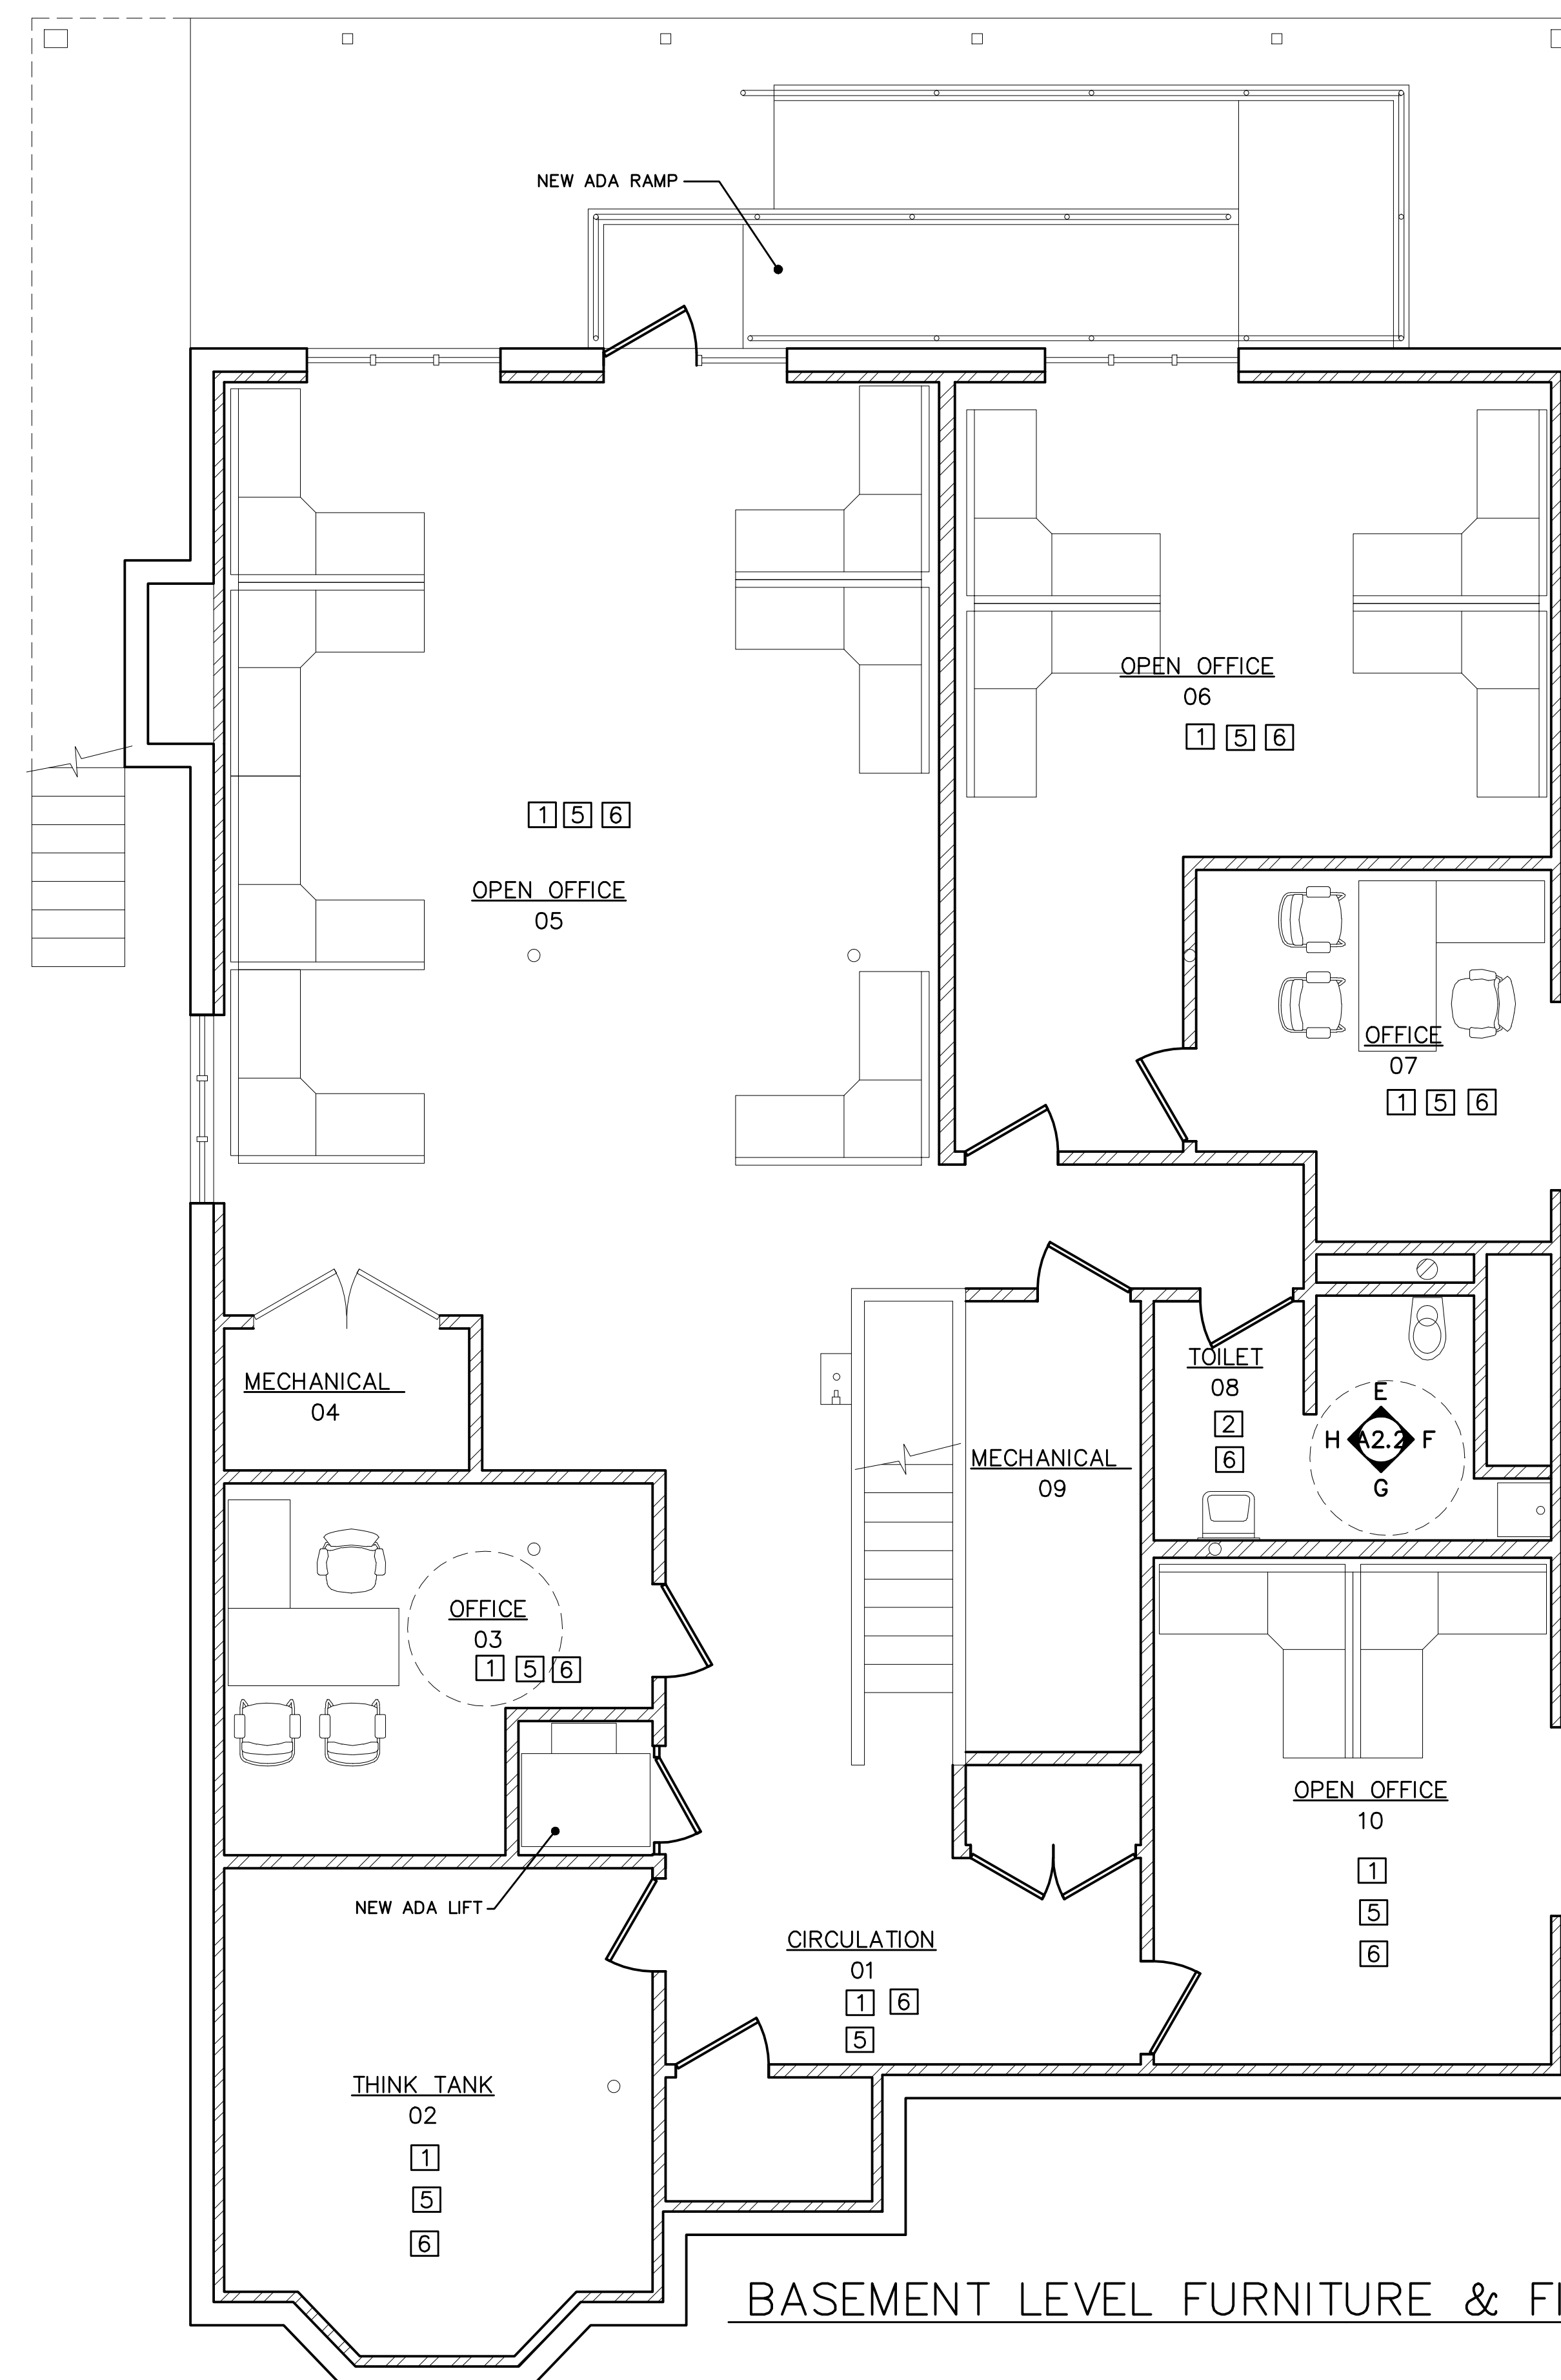 NEW ADA RAMP
OPEN OFFICE
06
1 5 6
1 5 6
OPEN OFFICE
05
OFFICE
07
1 5 6
TOILET
08
2
6
MECHANICAL
04
E
H A2.2 F
G
MECHANICAL
09
OFFICE
03
1 5 6
OPEN OFFICE
10
1
5
6
NEW ADA LIFT
CIRCULATION
01
1 6
5
THINK TANK
02
1
5
6
BASEMENT LEVEL FURNITURE & FI